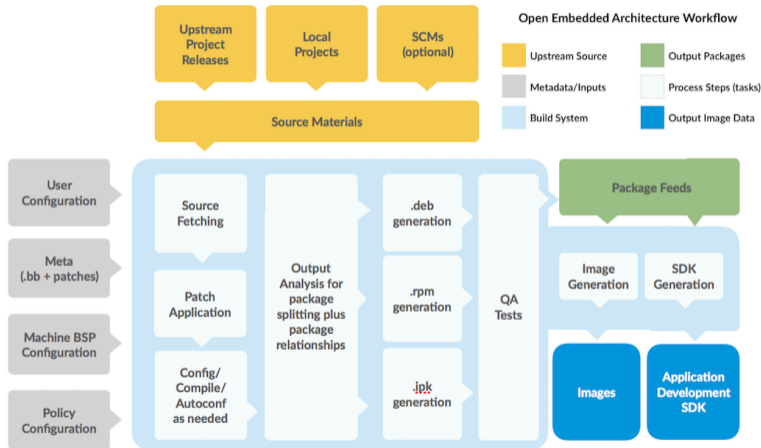 Open Embedded Architecture Workflow
Upstream
Project
Releases
Local
Projects
SCMs
(optional)
Upstream Source
Output Packages
Metadata/Inputs
Process Steps (tasks)
Build System
Output Image Data
Source Materials
User
Configuration
Meta
(.bb + patches)
Machine BSP
Configuration
Policy
Configuration
Source
Fetching
Patch
Application
Config/
Compile/
Autoconf
as needed
Output
Analysis for
package
splitting plus
package
relationships
.deb
generation
.rpm
generation
.ipk
generation
QA
Tests
Package Feeds
Image
Generation
SDK
Generation
Images
Application
Development
SDK